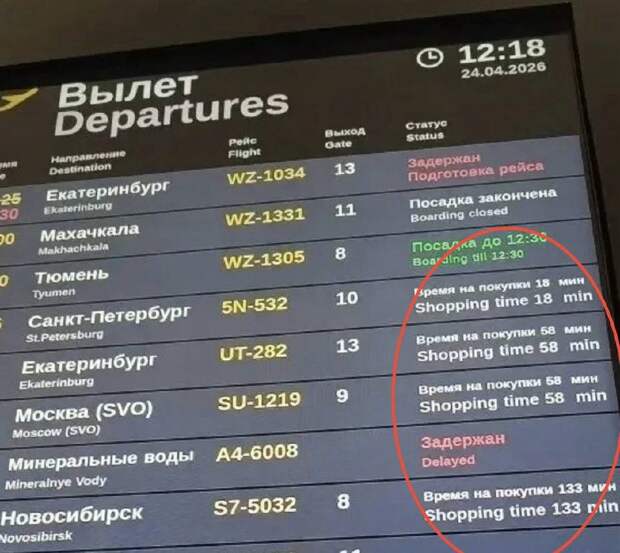 Вылет
Departures
12:18
24.04.2026
Направление
Destination
Рейс
Flight
Выход
Gate
Статус
Status
Екатеринбург
Ekaterinburg
WZ-1034
13
Задержан
Подготовка рейса
Махачкала
Makhachkala
WZ-1331
11
Посадка закончена
Boarding closed
Тюмень
Tyumen
WZ-1305
8
Посадка до 12:30
Boarding till 12:30
Санкт-Петербург
St.Petersburg
5N-532
10
Время на покупки 18 мин
Shopping time 18 min
Екатеринбург
Ekaterinburg
UT-282
13
Время на покупки 58 мин
Shopping time 58 min
Москва (SVO)
Moscow (SVO)
SU-1219
9
Время на покупки 58 мин
Shopping time 58 min
Минеральные воды
Mineralnye Vody
A4-6008
Задержан
Delayed
Новосибирск
Novosibirsk
S7-5032
8
Время на покупки 133 мин
Shopping time 133 min